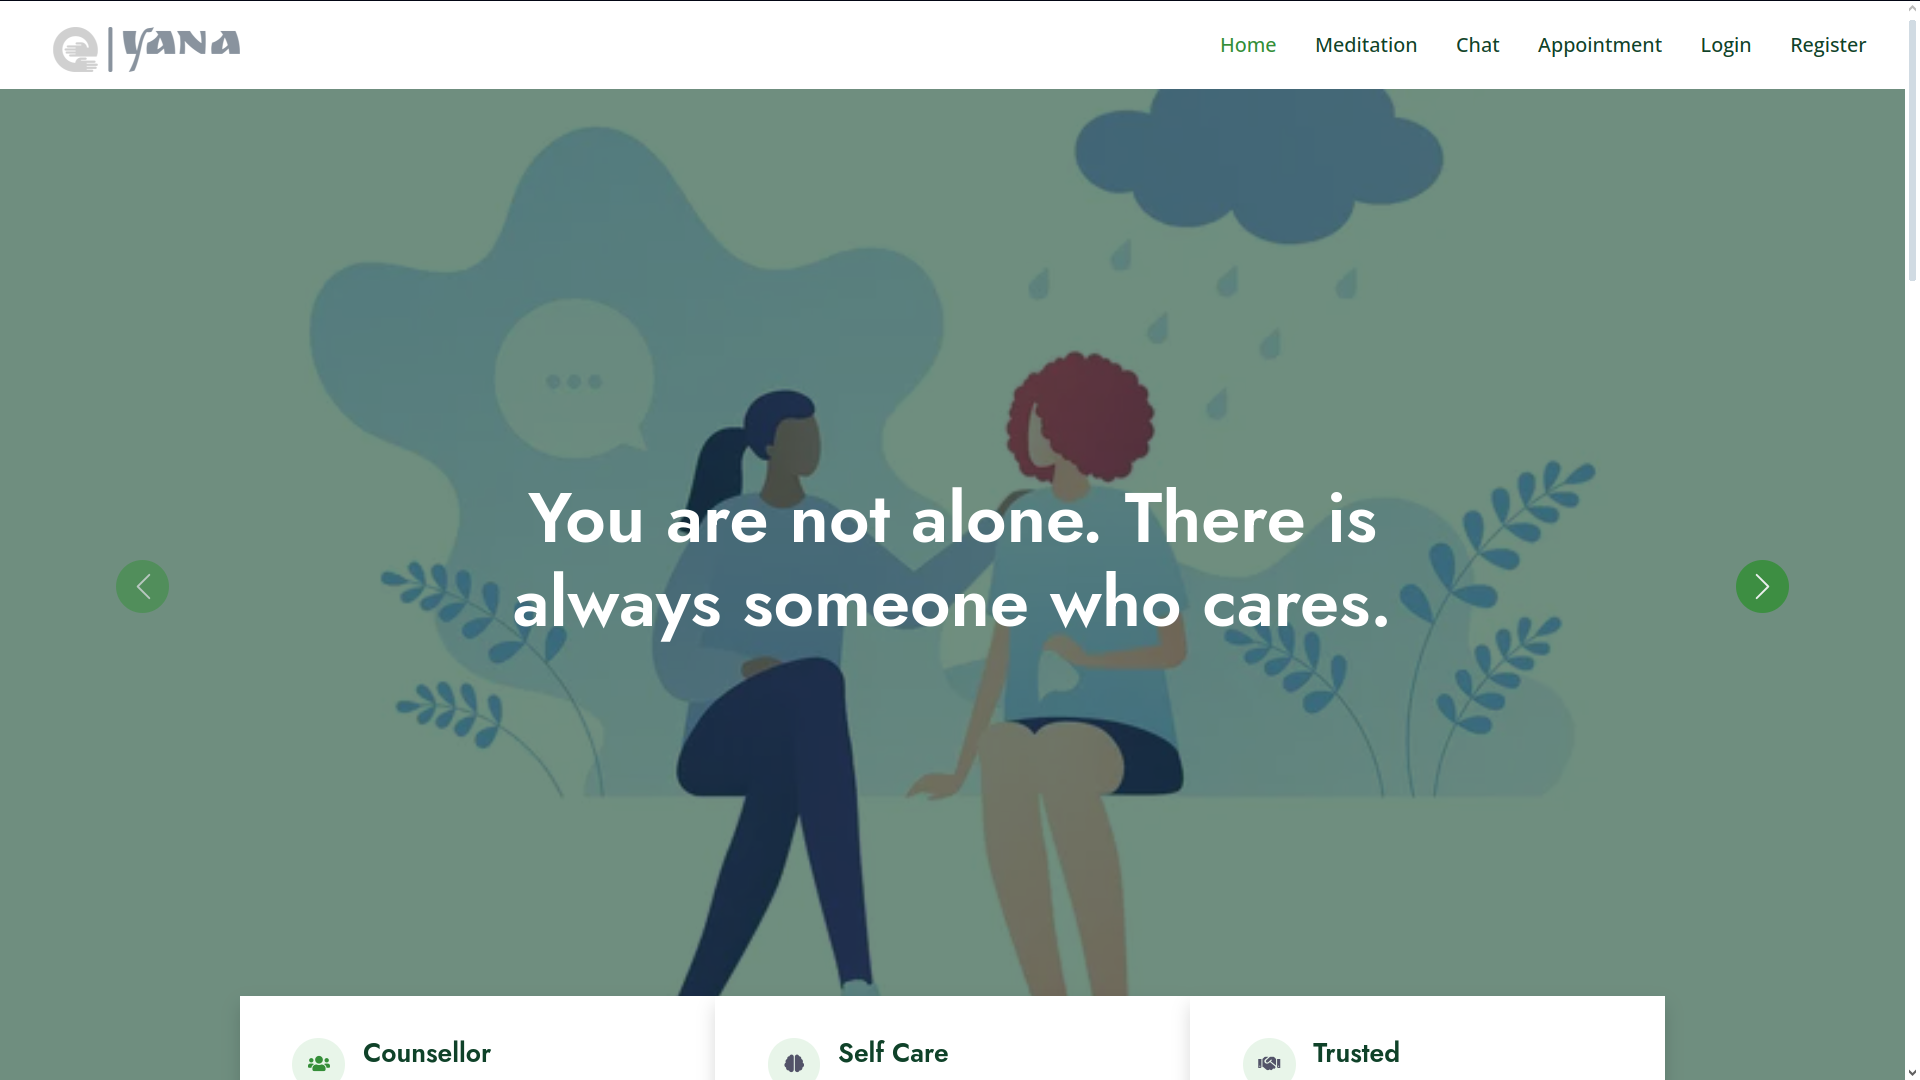 YANA
Home Meditation Chat Appointment Login Register
You are not alone. There is
always someone who cares.
Counsellor Self Care Trusted